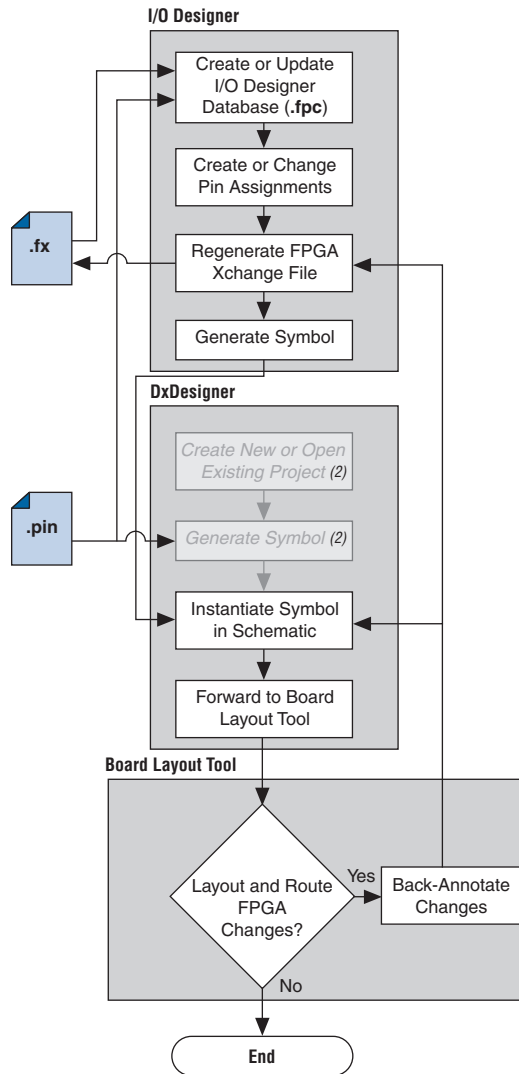 I/O Designer
Create or Update
I/O Designer
Database (.fpc)
Create or Change
Pin Assignments
.fx
Regenerate FPGA
Xchange File
Generate Symbol
DxDesigner
Create New or Open
Existing Project (2)
.pin
Generate Symbol (2)
Instantiate Symbol
in Schematic
Forward to Board
Layout Tool
Board Layout Tool
Layout and Route
FPGA
Changes?
Yes
Back-Annotate
Changes
No
End